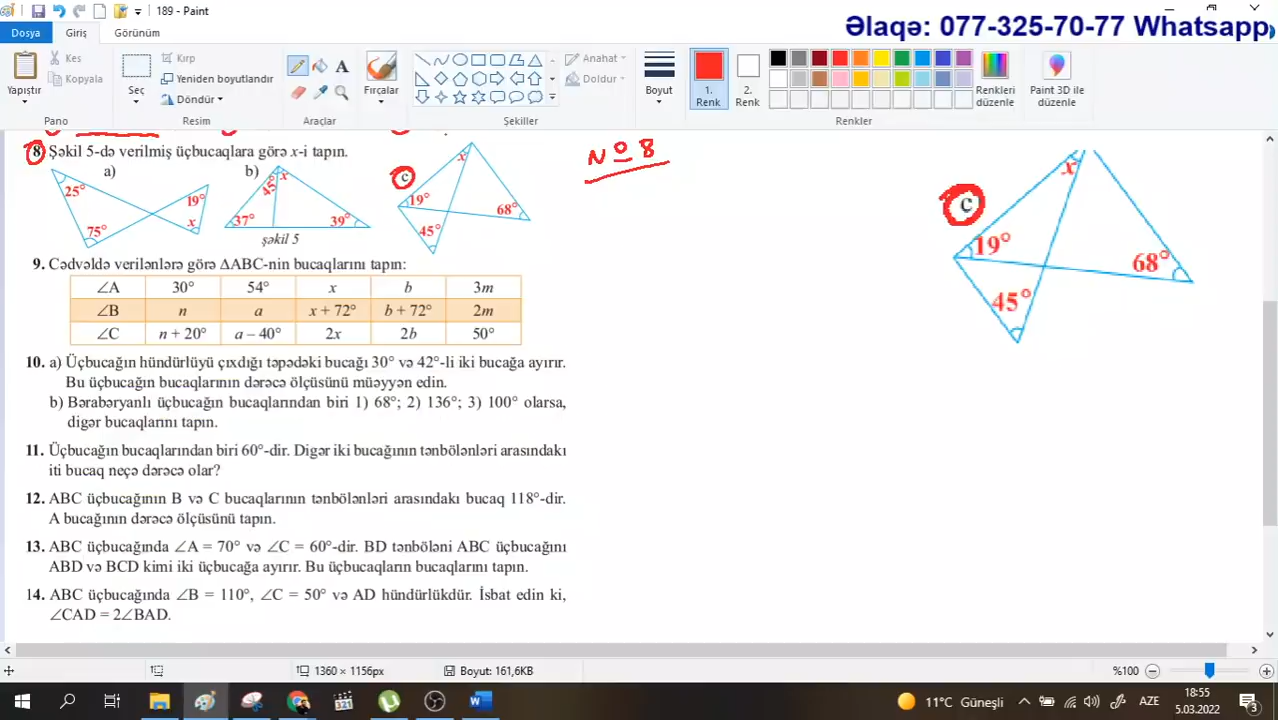 189 - Paint
Əlaqə: 077-325-70-77 Whatsapp
Dosya Giriş Görünüm
Yapıştır
Kes
Kopyala
Pano
Seç
Kırp
Yeniden boyutlandır
Döndür
Resim
A
Araçlar
Fırçalar
Anahat
Doldur
Şekiller
Boyut
1. Renk
2. Renk
Renkler
Renkleri düzenle
Paint 3D ile düzenle
8. Şəkil 5-də verilmiş üçbucaqlara görə x-i tapın.
a) 25° 75° 19° x
b) 45° x 37° 39°
c x 19° 68° 45°
şəkil 5
№ 8
c x 19° 68° 45°
9. Cədvəldə verilənlərə görə ΔABC-nin bucaqlarını tapın:
∠A 30° 54° x b 3m
∠B n a x + 72° b + 72° 2m
∠C n + 20° a – 40° 2x 2b 50°
10. a) Üçbucağın hündürlüyü çıxdığı təpədəki bucağı 30° və 42°-li iki bucağa ayırır.
Bu üçbucağın bucaqlarının dərəcə ölçüsünü müəyyən edin.
b) Bərabəryanlı üçbucağın bucaqlarından biri 1) 68°; 2) 136°; 3) 100° olarsa,
digər bucaqlarını tapın.
11. Üçbucağın bucaqlarından biri 60°-dir. Digər iki bucağının tənbölənləri arasındakı
iti bucaq neçə dərəcə olar?
12. ABC üçbucağının B və C bucaqlarının tənbölənləri arasındakı bucaq 118°-dir.
A bucağının dərəcə ölçüsünü tapın.
13. ABC üçbucağında ∠A = 70° və ∠C = 60°-dir. BD tənböləni ABC üçbucağını
ABD və BCD kimi iki üçbucağa ayırır. Bu üçbucaqların bucaqlarını tapın.
14. ABC üçbucağında ∠B = 110°, ∠C = 50° və AD hündürlükdür. İsbat edin ki,
∠CAD = 2∠BAD.
1360 × 1156px
Boyut: 161,6KB
%100
11°C Güneşli
AZE
18:55
5.03.2022
3